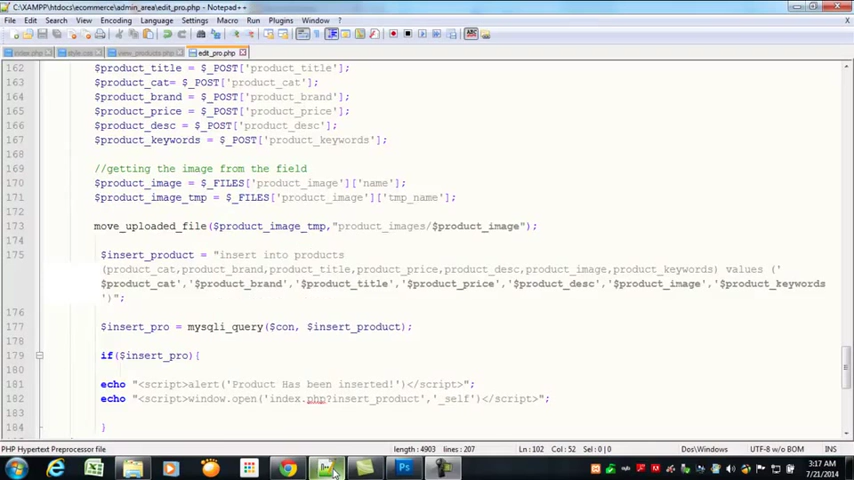 C:\XAMPP\htdocs\ecommerce\admin_area\edit_pro.php - Notepad++
File Edit Search View Encoding Language Settings Macro Run Plugins Window ?
index.php style.css view_products.php edit_pro.php
162 $product_title = $_POST['product_title'];
163 $product_cat= $_POST['product_cat'];
164 $product_brand = $_POST['product_brand'];
165 $product_price = $_POST['product_price'];
166 $product_desc = $_POST['product_desc'];
167 $product_keywords = $_POST['product_keywords'];
168
169 //getting the image from the field
170 $product_image = $_FILES['product_image']['name'];
171 $product_image_tmp = $_FILES['product_image']['tmp_name'];
172
173 move_uploaded_file($product_image_tmp,"product_images/$product_image");
174
175 $insert_product = "insert into products
(product_cat,product_brand,product_title,product_price,product_desc,product_image,product_keywords) values ('
$product_cat','$product_brand','$product_title','$product_price','$product_desc','$product_image','$product_keywords
')";
176
177 $insert_pro = mysqli_query($con, $insert_product);
178
179 if($insert_pro){
180
181 echo "<script>alert('Product Has been inserted!')</script>";
182 echo "<script>window.open('index.php?insert_product','_self')</script>";
183
184 }
PHP Hypertext Preprocessor file length : 4903 lines : 207 Ln : 102 Col : 52 Sel : 0 | 0 Dos\Windows UTF-8 w/o BOM INS
3:17 AM
7/21/2014